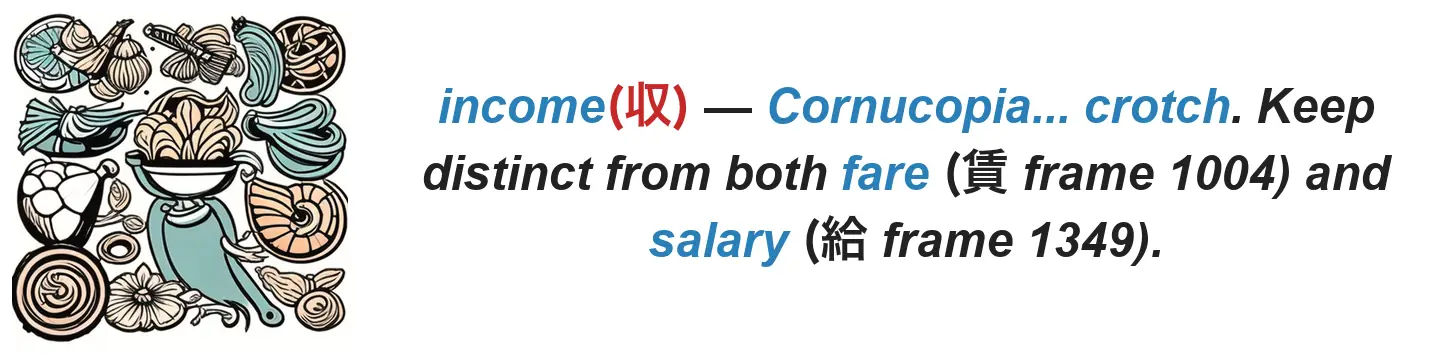 income(収) — Cornucopia... crotch. Keep
distinct from both fare (賃 frame 1004) and
salary (給 frame 1349).